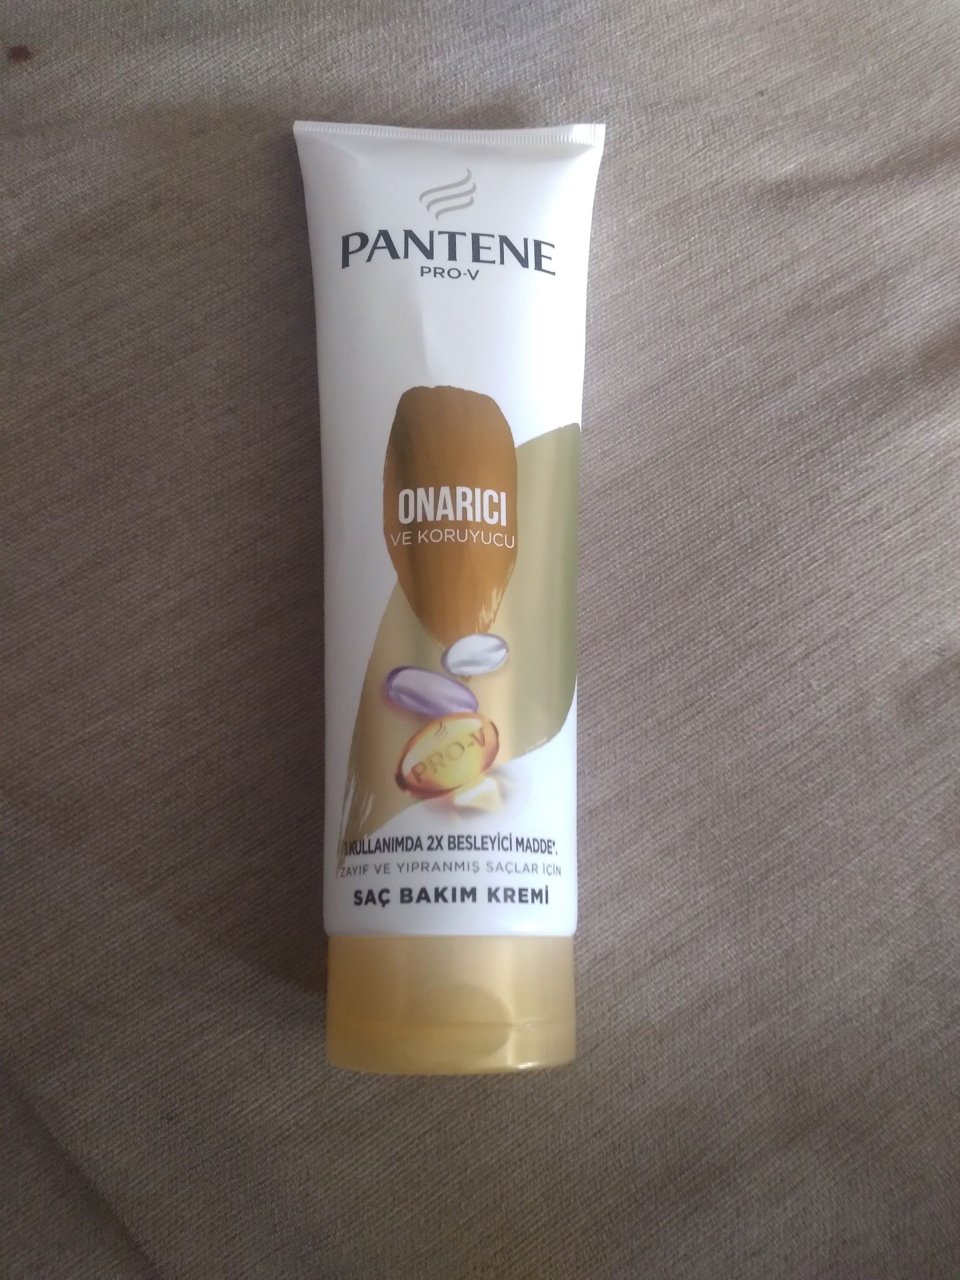 PANTENE
PRO-V
ONARICI
VE KORUYUCU
PRO-V
1 KULLANIMDA 2X BESLEYİCİ MADDE*.
ZAYIF VE YIPRANMIŞ SAÇLAR İÇİN
SAÇ BAKIM KREMİ